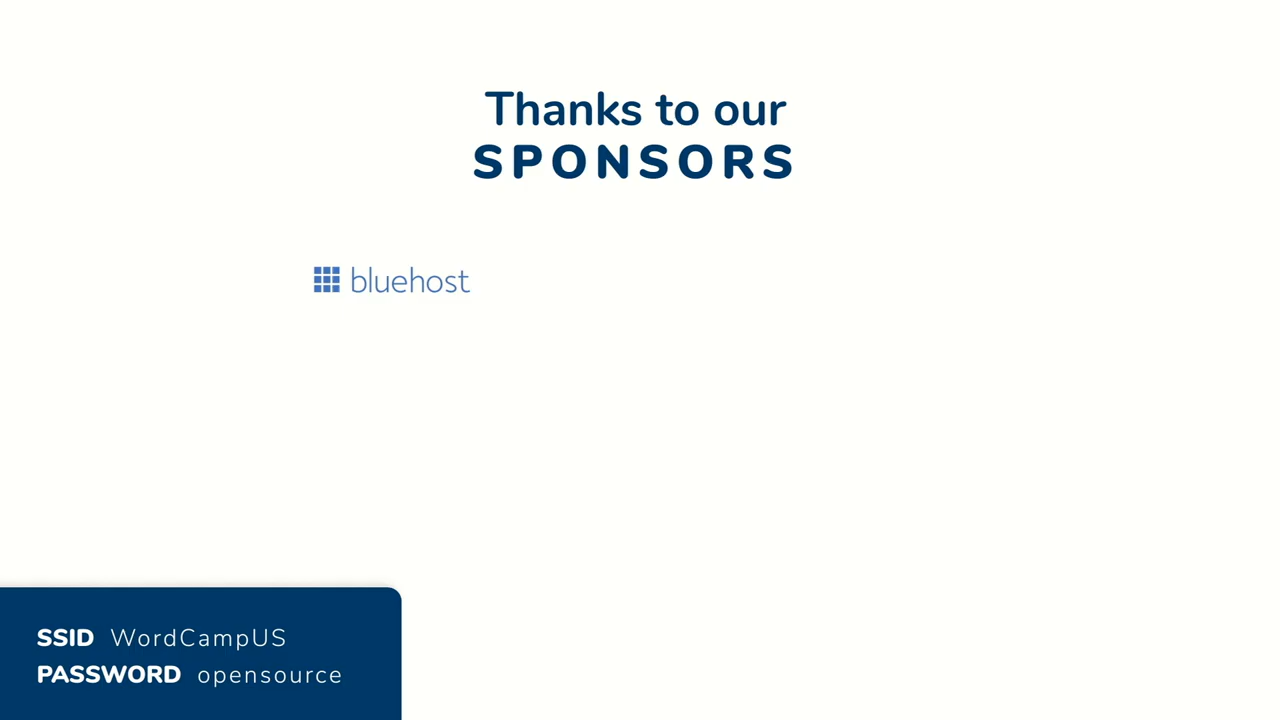 Thanks to our
SPONSORS
bluehost
SSID WordCampUS
PASSWORD opensource